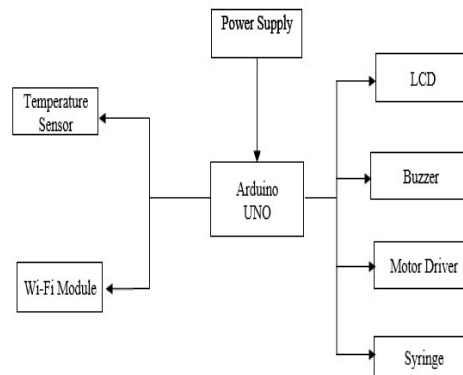 Power Supply
Temperature
Sensor
Arduino
UNO
Wi-Fi Module
LCD
Buzzer
Motor Driver
Syringe